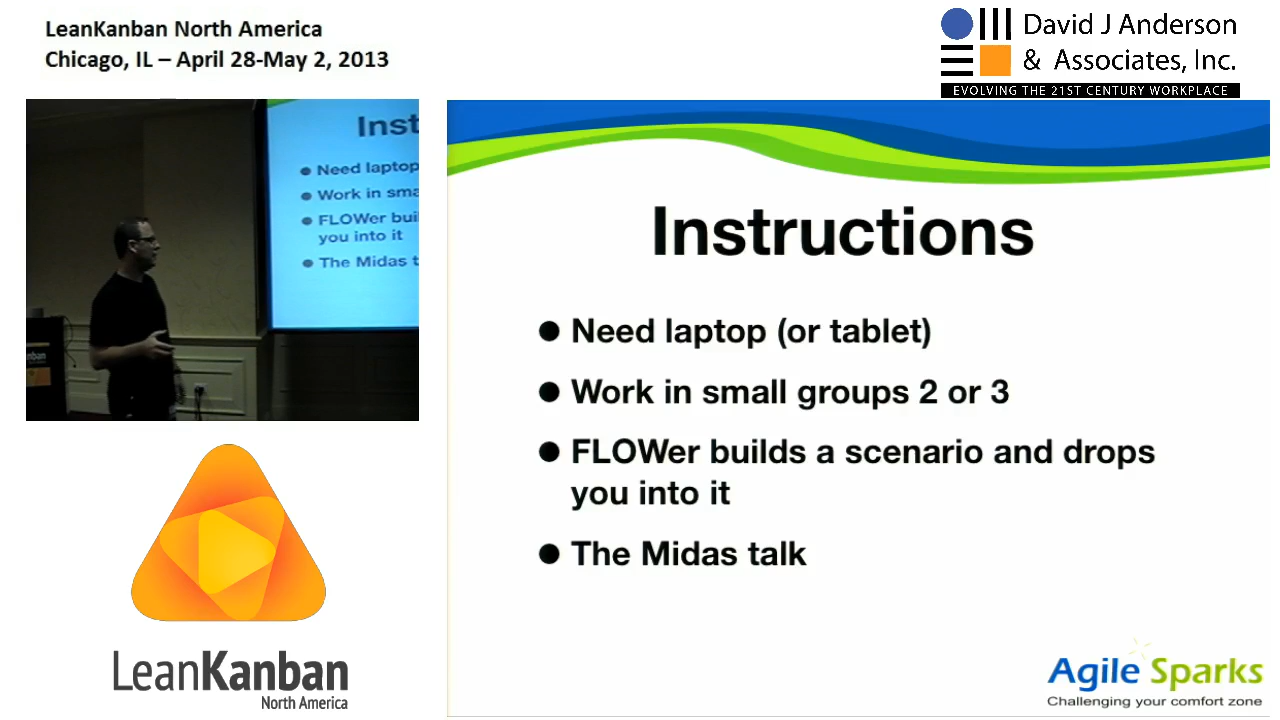 LeanKanban North America
Chicago, IL – April 28-May 2, 2013
David J Anderson
& Associates, Inc.
EVOLVING THE 21ST CENTURY WORKPLACE
Inst
● Need laptop
● Work in sma
● FLOWer bui
you into it
● The Midas t
Instructions
● Need laptop (or tablet)
● Work in small groups 2 or 3
● FLOWer builds a scenario and drops
you into it
● The Midas talk
LeanKanban
North America
Agile Sparks
Challenging your comfort zone